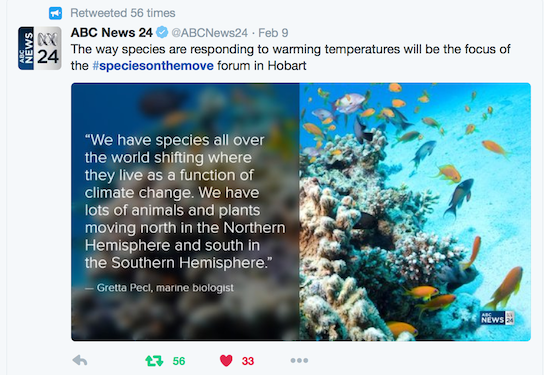 Retweeted 56 times
ABC News 24 @ABCNews24 · Feb 9
ABC NEWS 24
The way species are responding to warming temperatures will be the focus of
the #speciesonthemove forum in Hobart
“We have species all over
the world shifting where
they live as a function of
climate change. We have
lots of animals and plants
moving north in the Northern
Hemisphere and south in
the Southern Hemisphere.”
— Gretta Pecl, marine biologist
ABC
NEWS 24
56 33